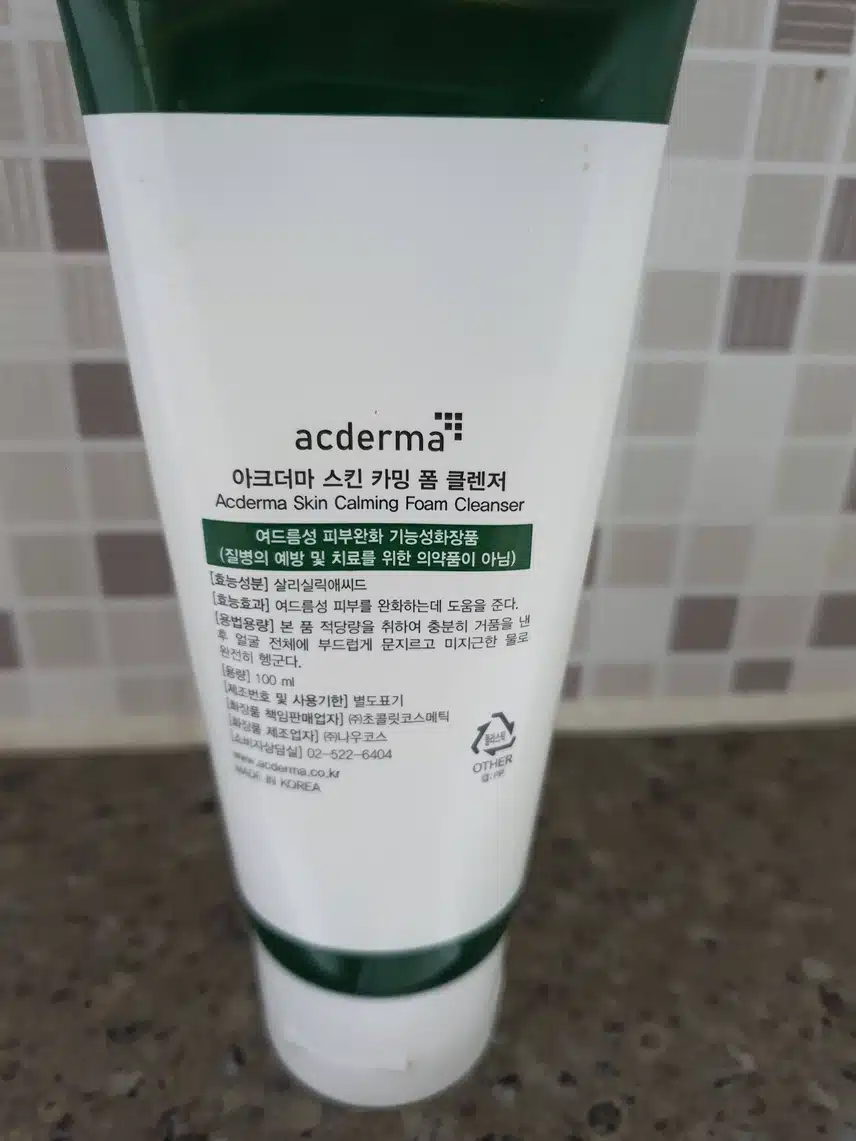 acderma
아크더마 스킨 카밍 폼 클렌저
Acderma Skin Calming Foam Cleanser
여드름성 피부완화 기능성화장품
(질병의 예방 및 치료를 위한 의약품이 아님)
[효능성분] 살리실릭애씨드
[효능효과] 여드름성 피부를 완화하는데 도움을 준다.
[용법용량] 본 품 적당량을 취하여 충분히 거품을 낸
후 얼굴 전체에 부드럽게 문지르고 미지근한 물로
완전히 헹군다.
[용량] 100 ml
[제조번호 및 사용기한] 별도표기
[화장품 책임판매업자] ㈜초콜릿코스메틱
[화장품 제조업자] ㈜나우코스
[소비자상담실] 02-522-6404
www.acderma.co.kr
MADE IN KOREA
플라스틱
OTHER
캡:PP